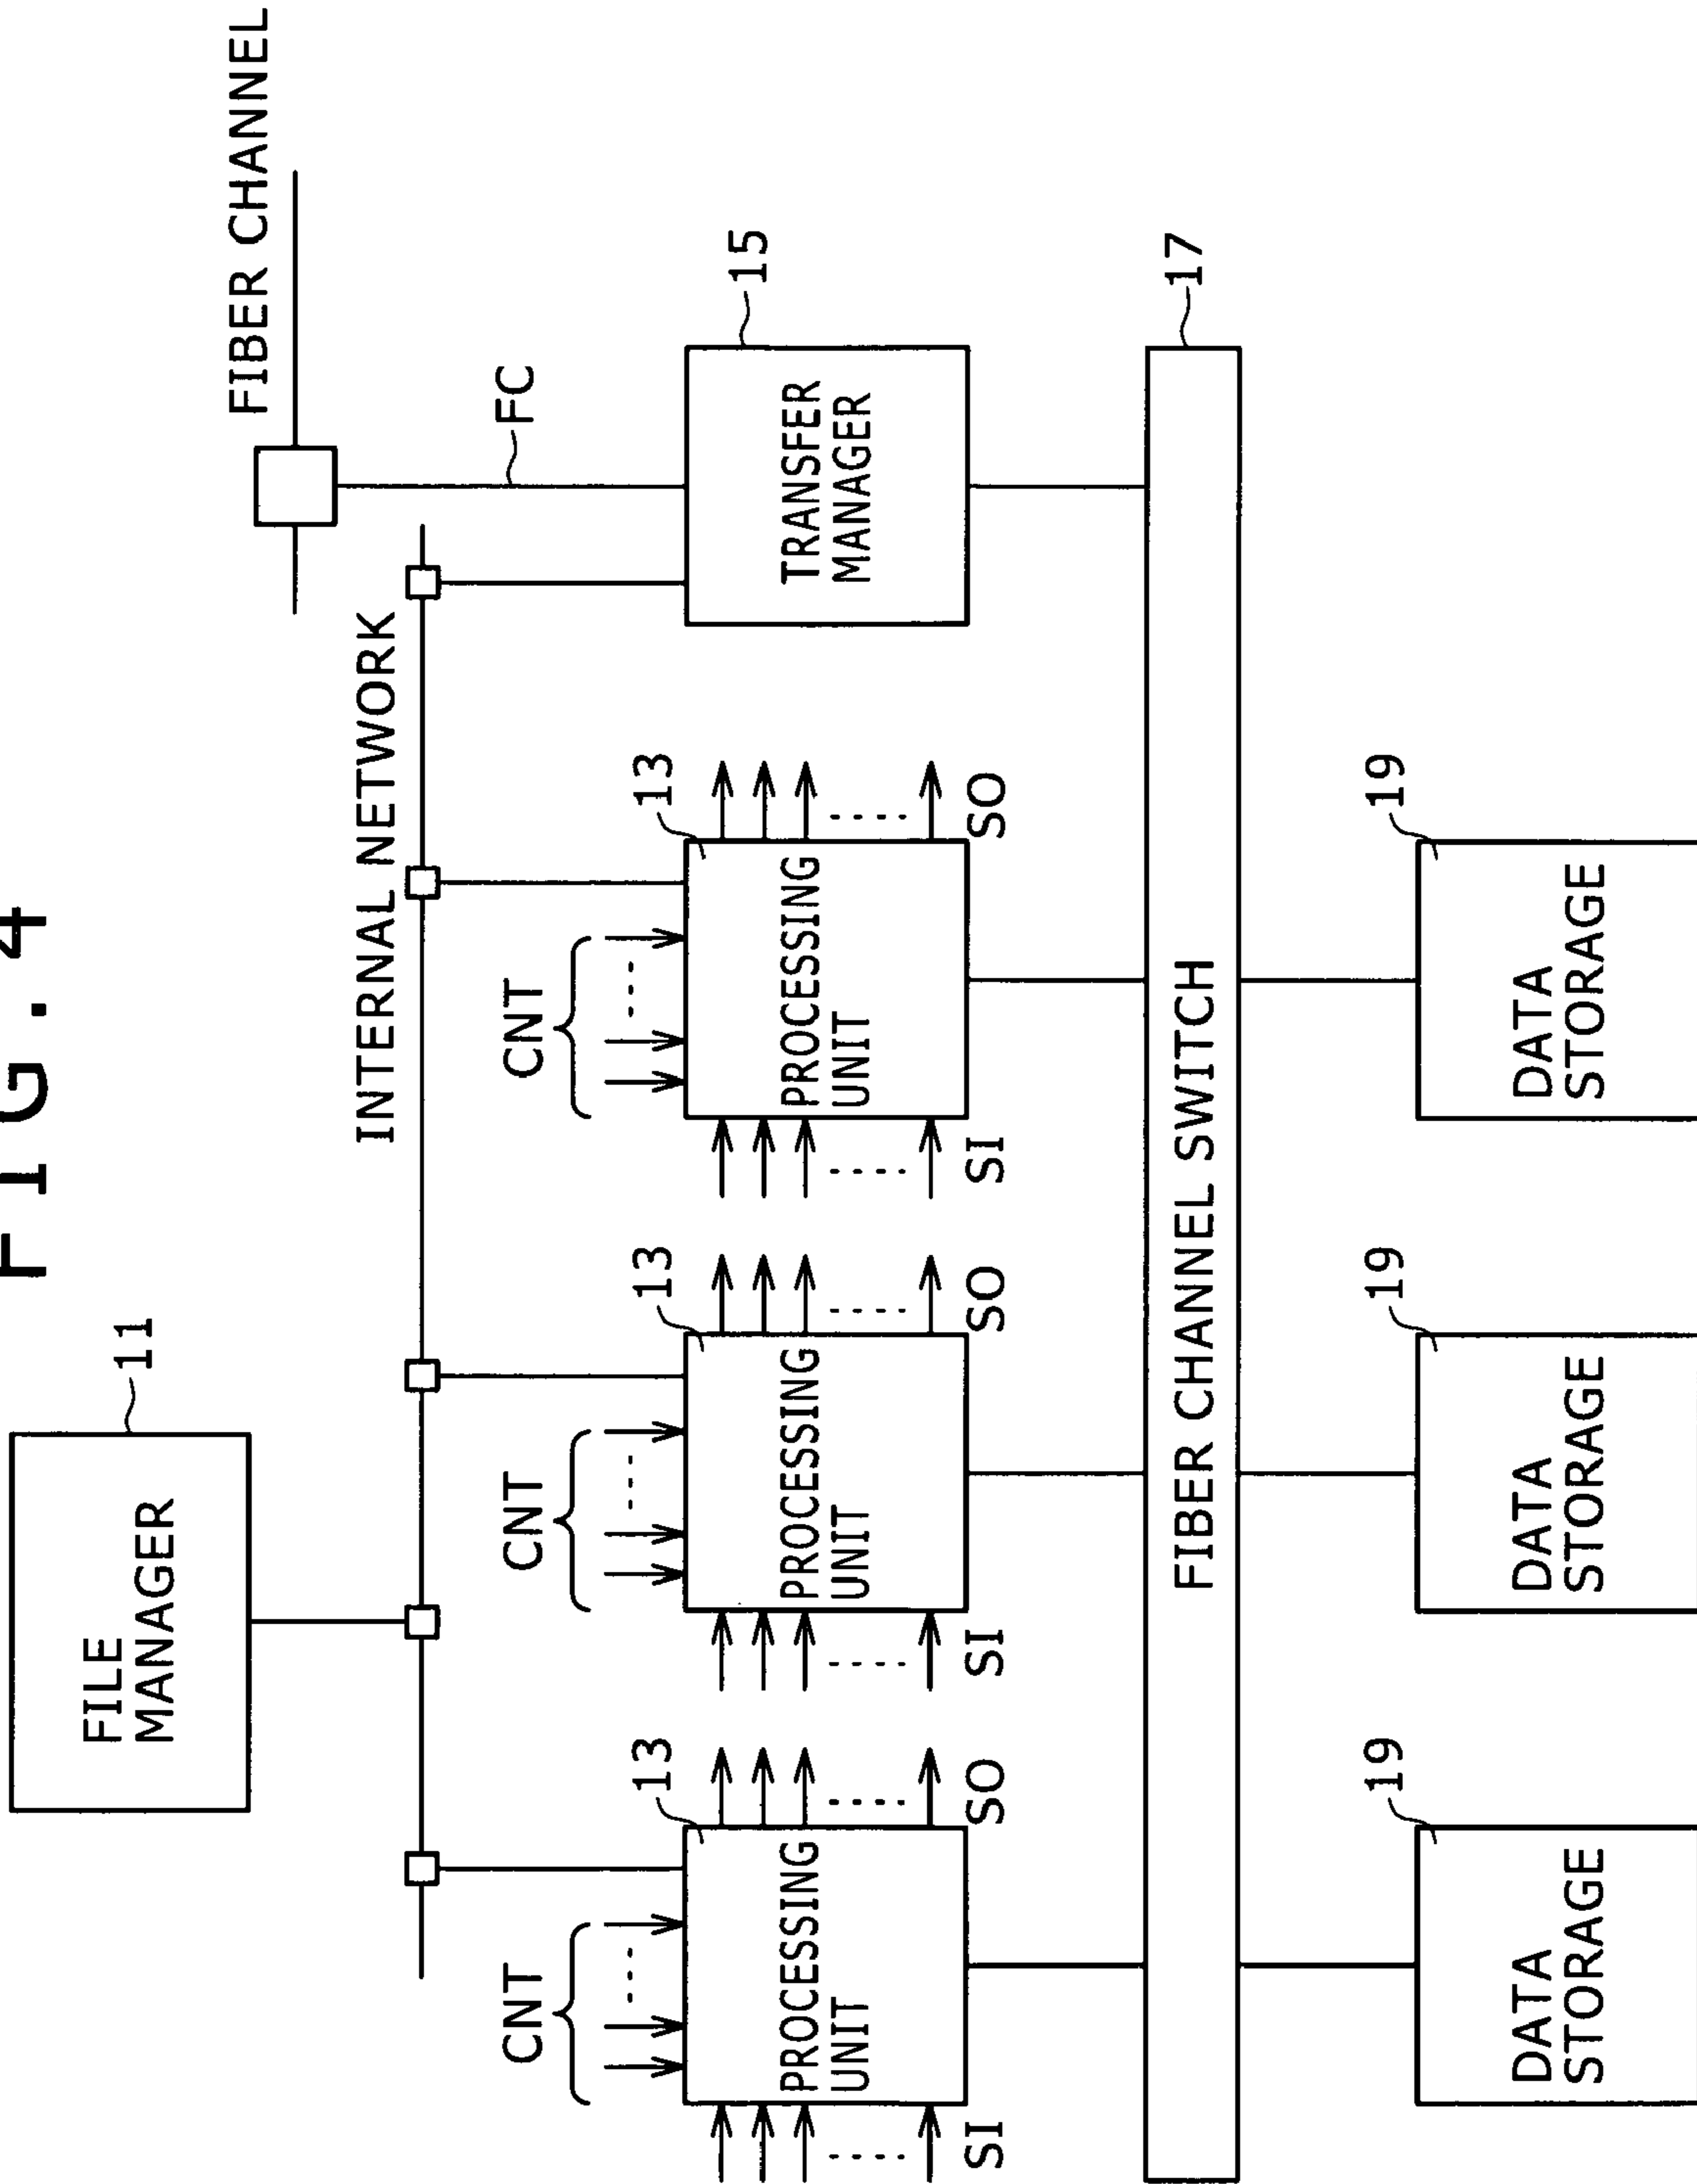 FIG.4
FILE
MANAGER
11
FIBER CHANNEL
INTERNAL NETWORK
FC
CNT
13
CNT
13
CNT
13
15
PROCESSING
UNIT
PROCESSING
UNIT
PROCESSING
UNIT
TRANSFER
MANAGER
SI
SO
SI
SO
SI
SO
17
FIBER CHANNEL SWITCH
19
19
19
DATA
STORAGE
DATA
STORAGE
DATA
STORAGE